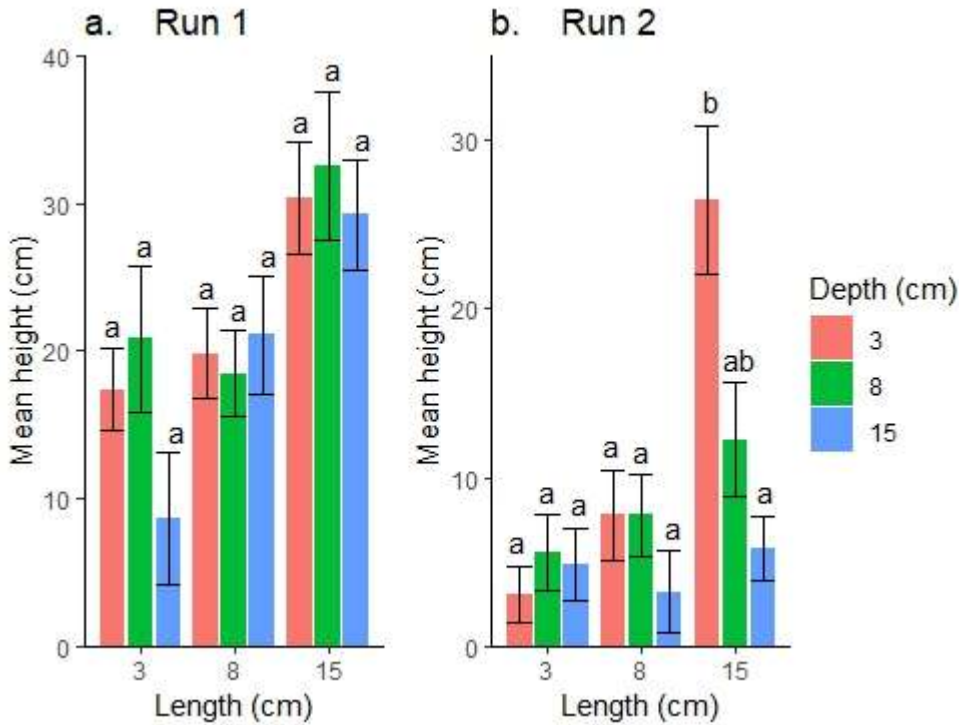 a. Run 1
40
30
20
10
0
Mean height (cm)
a a a a a a a a a
3 8 15
Length (cm)
b. Run 2
30
20
10
0
Mean height (cm)
a a a a a a b ab a
3 8 15
Length (cm)
Depth (cm)
3
8
15